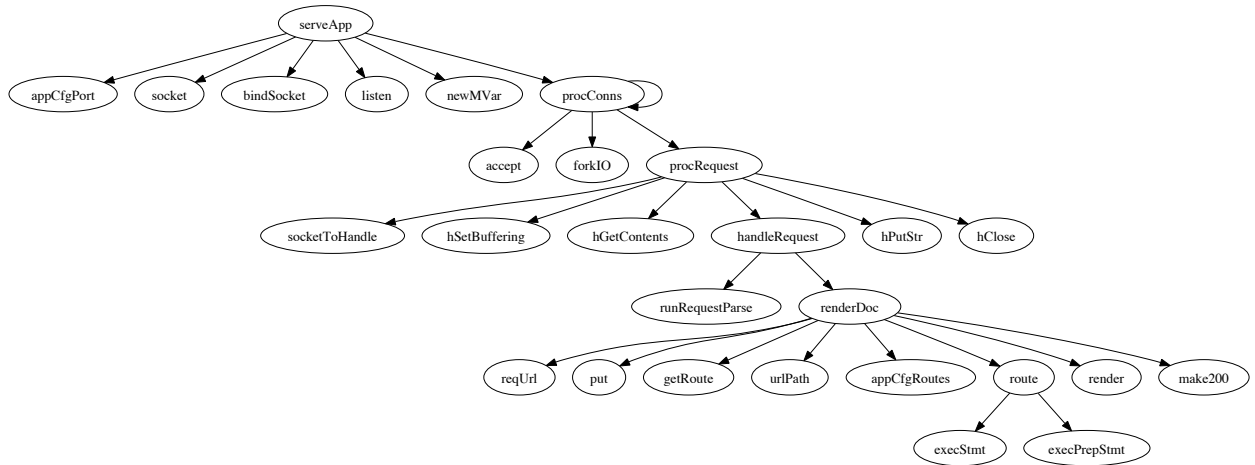 serveApp
appCfgPort socket bindSocket listen newMVar procConns
accept forkIO procRequest
socketToHandle hSetBuffering hGetContents handleRequest hPutStr hClose
runRequestParse renderDoc
reqUrl put getRoute urlPath appCfgRoutes route render make200
execStmt execPrepStmt